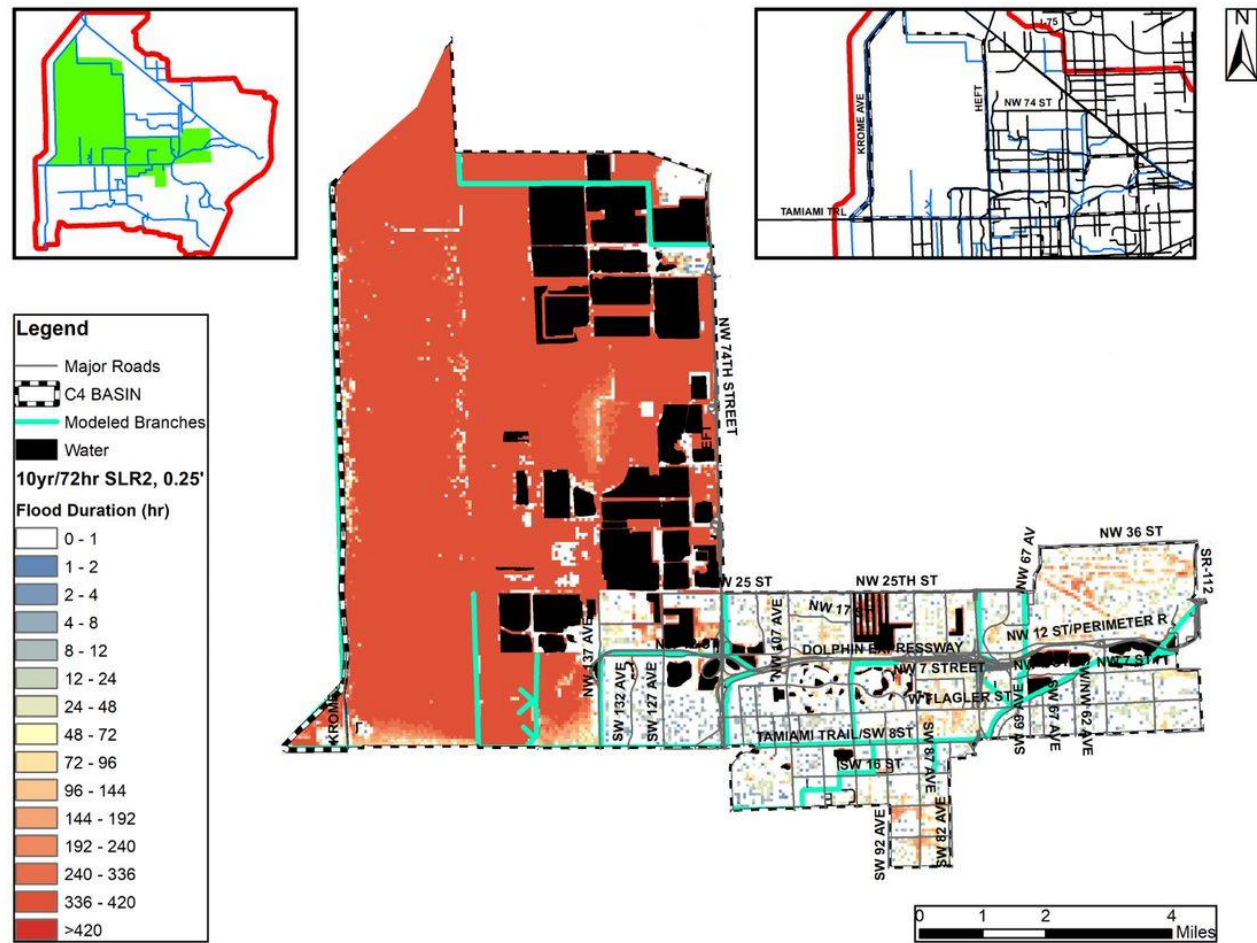 N
I-75
NW 74 ST
KROME AVE
HEFT
TAMIAMI TRL
Legend
Major Roads
C4 BASIN
Modeled Branches
Water
10yr/72hr SLR2, 0.25'
Flood Duration (hr)
0 - 1
1 - 2
2 - 4
4 - 8
8 - 12
12 - 24
24 - 48
48 - 72
72 - 96
96 - 144
144 - 192
192 - 240
240 - 336
336 - 420
>420
NW 74TH STREET
EFT
KROME
NW 36 ST
SR-112
NW 67 AV
W 25 ST
NW 25TH ST
NW 17 S
NW 12 ST/PERIMETER R
NW 137 AVE
NW 107 AVE
DOLPHIN EXPRESSWAY
NW 7 STREET
NW 7 ST
SW 132 AVE
SW 127 AVE
W FLAGLER ST
TAMIAMI TRAIL/SW 8ST
SW 69 AVE
SW 67 AVE
SW/NW 62 AVE
SW 16 ST
SW 87 AVE
SW 92 AVE
SW 82 AVE
0 1 2 4
Miles